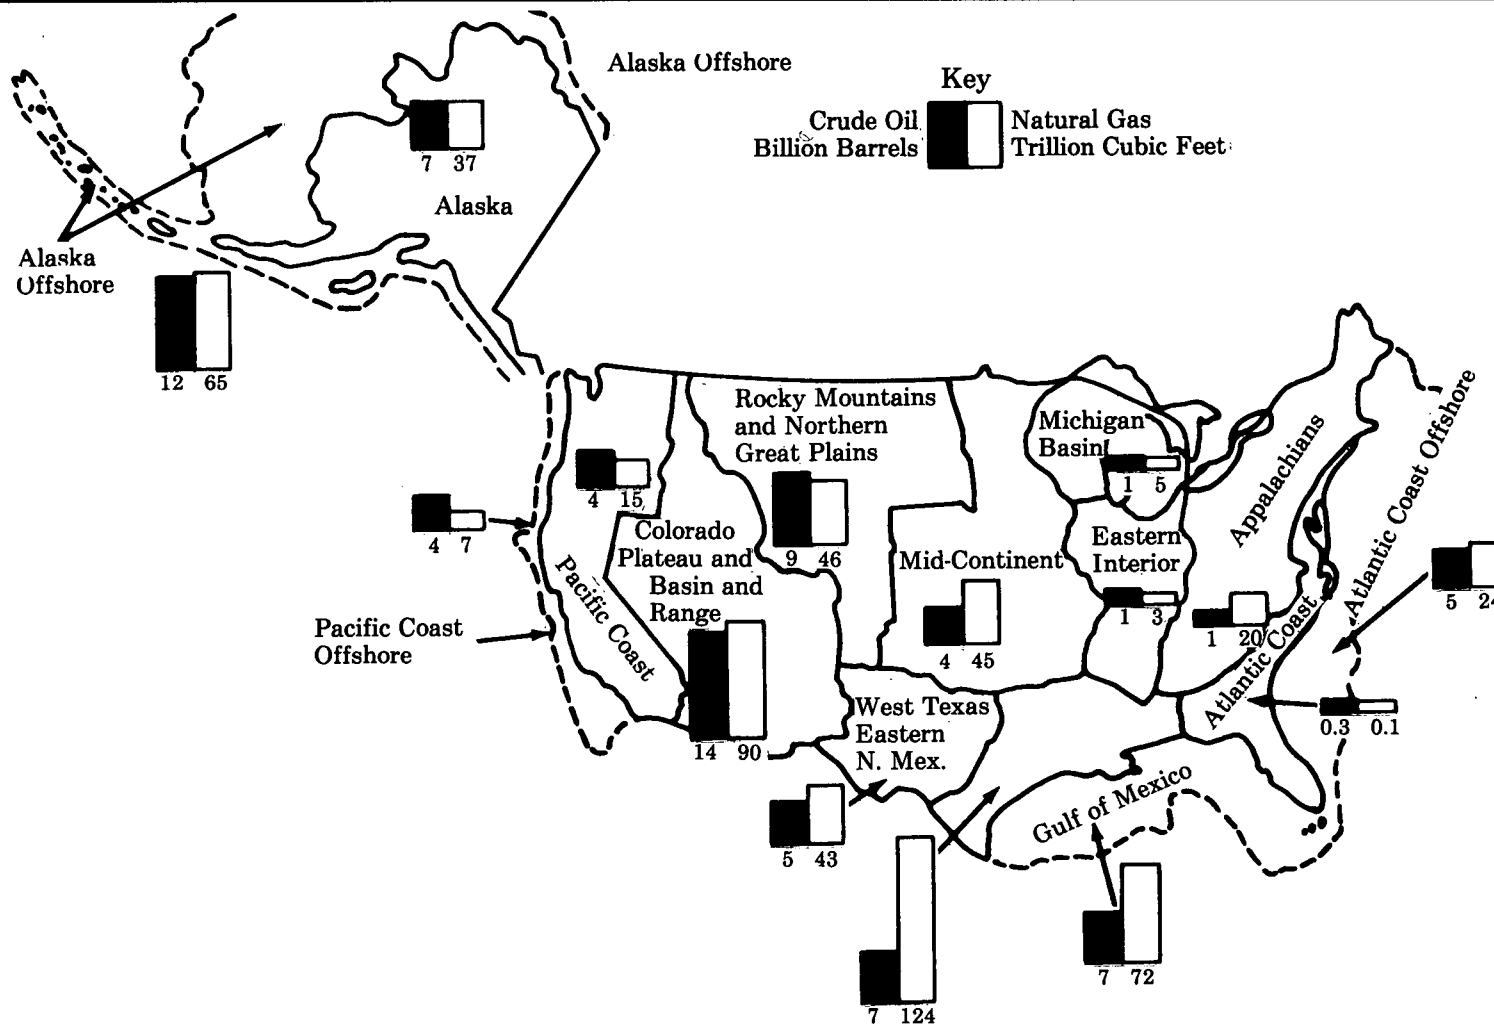 Alaska Offshore
Key
Crude Oil
Billion Barrels
Natural Gas
Trillion Cubic Feet
7 37
Alaska
Alaska
Offshore
12 65
Rocky Mountains
and Northern
Great Plains
9 46
Michigan
Basin
1 5
Appalachians
1 20
Atlantic Coast Offshore
5 24
4 15
4 7
Colorado
Plateau and
Basin and
Range
14 90
Pacific Coast
Pacific Coast
Offshore
Mid-Continent
4 45
Eastern
Interior
1 3
Atlantic Coast
0.3 0.1
West Texas
Eastern
N. Mex.
5 43
Gulf of Mexico
7 72
7 124